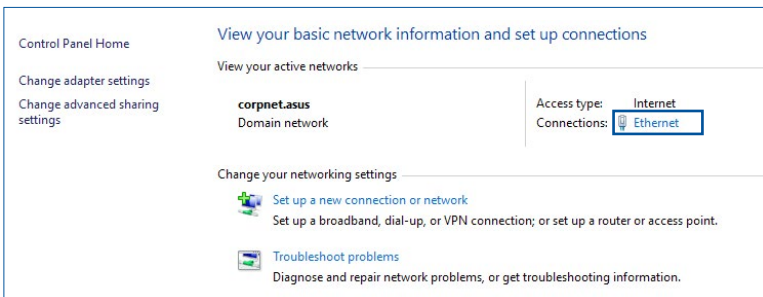 Control Panel Home
Change adapter settings
Change advanced sharing
settings
View your basic network information and set up connections
View your active networks
corpnet.asus
Domain network
Access type: Internet
Connections: Ethernet
Change your networking settings
Set up a new connection or network
Set up a broadband, dial-up, or VPN connection; or set up a router or access point.
Troubleshoot problems
Diagnose and repair network problems, or get troubleshooting information.